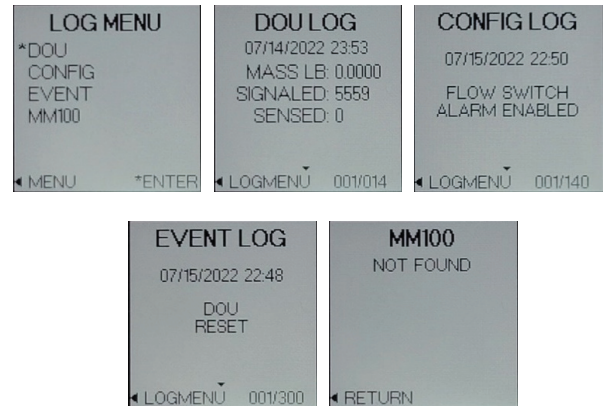 LOG MENU
*DOU
CONFIG
EVENT
MM100
MENU *ENTER
DOU LOG
07/14/2022 23:53
MASS LB: 0.0000
SIGNALED: 5559
SENSED: 0
LOGMENU 001/014
CONFIG LOG
07/15/2022 22:50
FLOW SWITCH
ALARM ENABLED
LOGMENU 001/140
EVENT LOG
07/15/2022 22:48
DOU
RESET
LOGMENU 001/300
MM100
NOT FOUND
RETURN